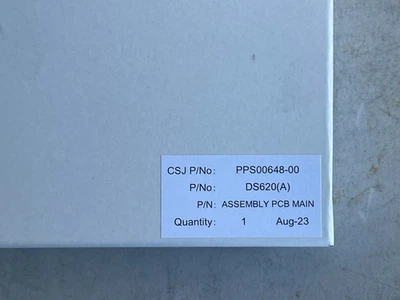 CSJ P/No: PPS00648-00
P/No: DS620(A)
P/N: ASSEMBLY PCB MAIN
Quantity: 1 Aug-23